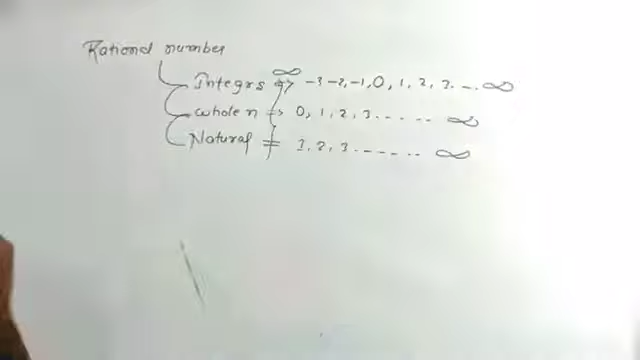 Rational number
Integrs ∞ => -3 -2, -1, 0, 1, 2, 3. ... ∞
whole n => 0, 1, 2, 3. . . . . . ∞
Natural = 1, 2, 3. - - . . . . ∞